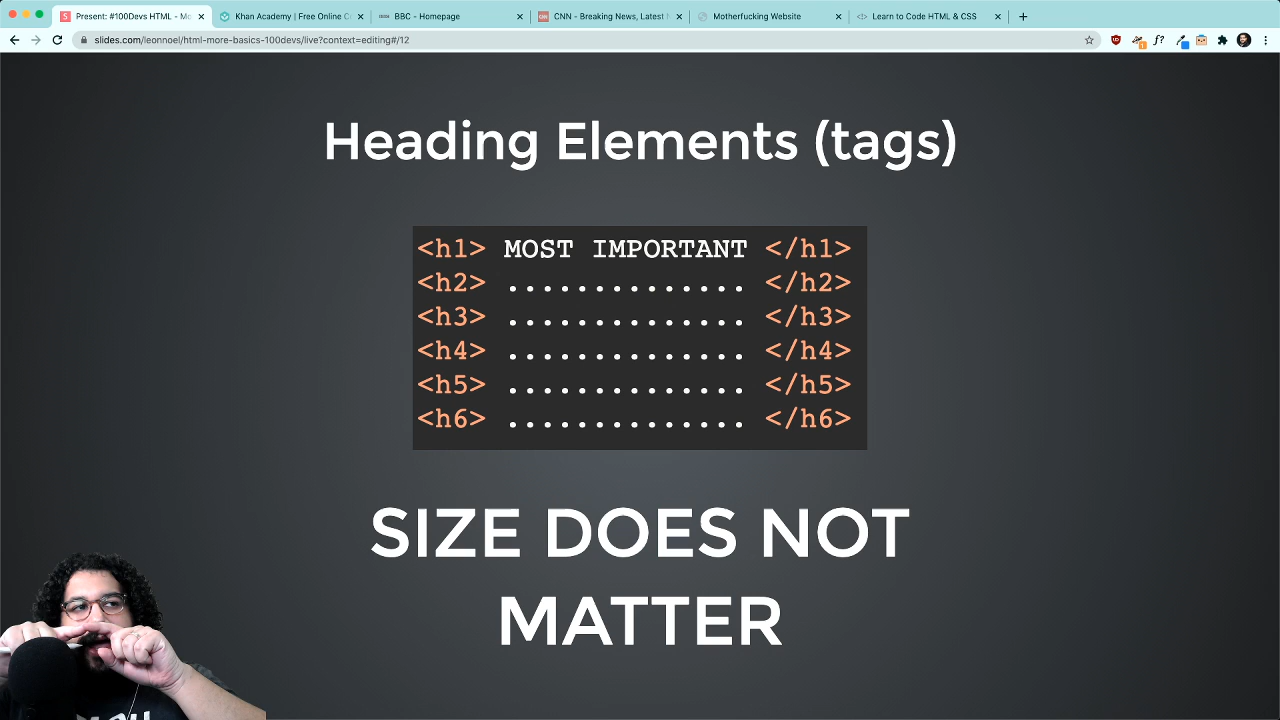 Present: #100Devs HTML - Mo
Khan Academy | Free Online C
BBC - Homepage
CNN - Breaking News, Latest
Motherfucking Website
Learn to Code HTML & CSS
slides.com/leonnoel/html-more-basics-100devs/live?context=editing#/12
Heading Elements (tags)
<h1> MOST IMPORTANT </h1>
<h2> .............. </h2>
<h3> .............. </h3>
<h4> .............. </h4>
<h5> .............. </h5>
<h6> .............. </h6>
SIZE DOES NOT
MATTER